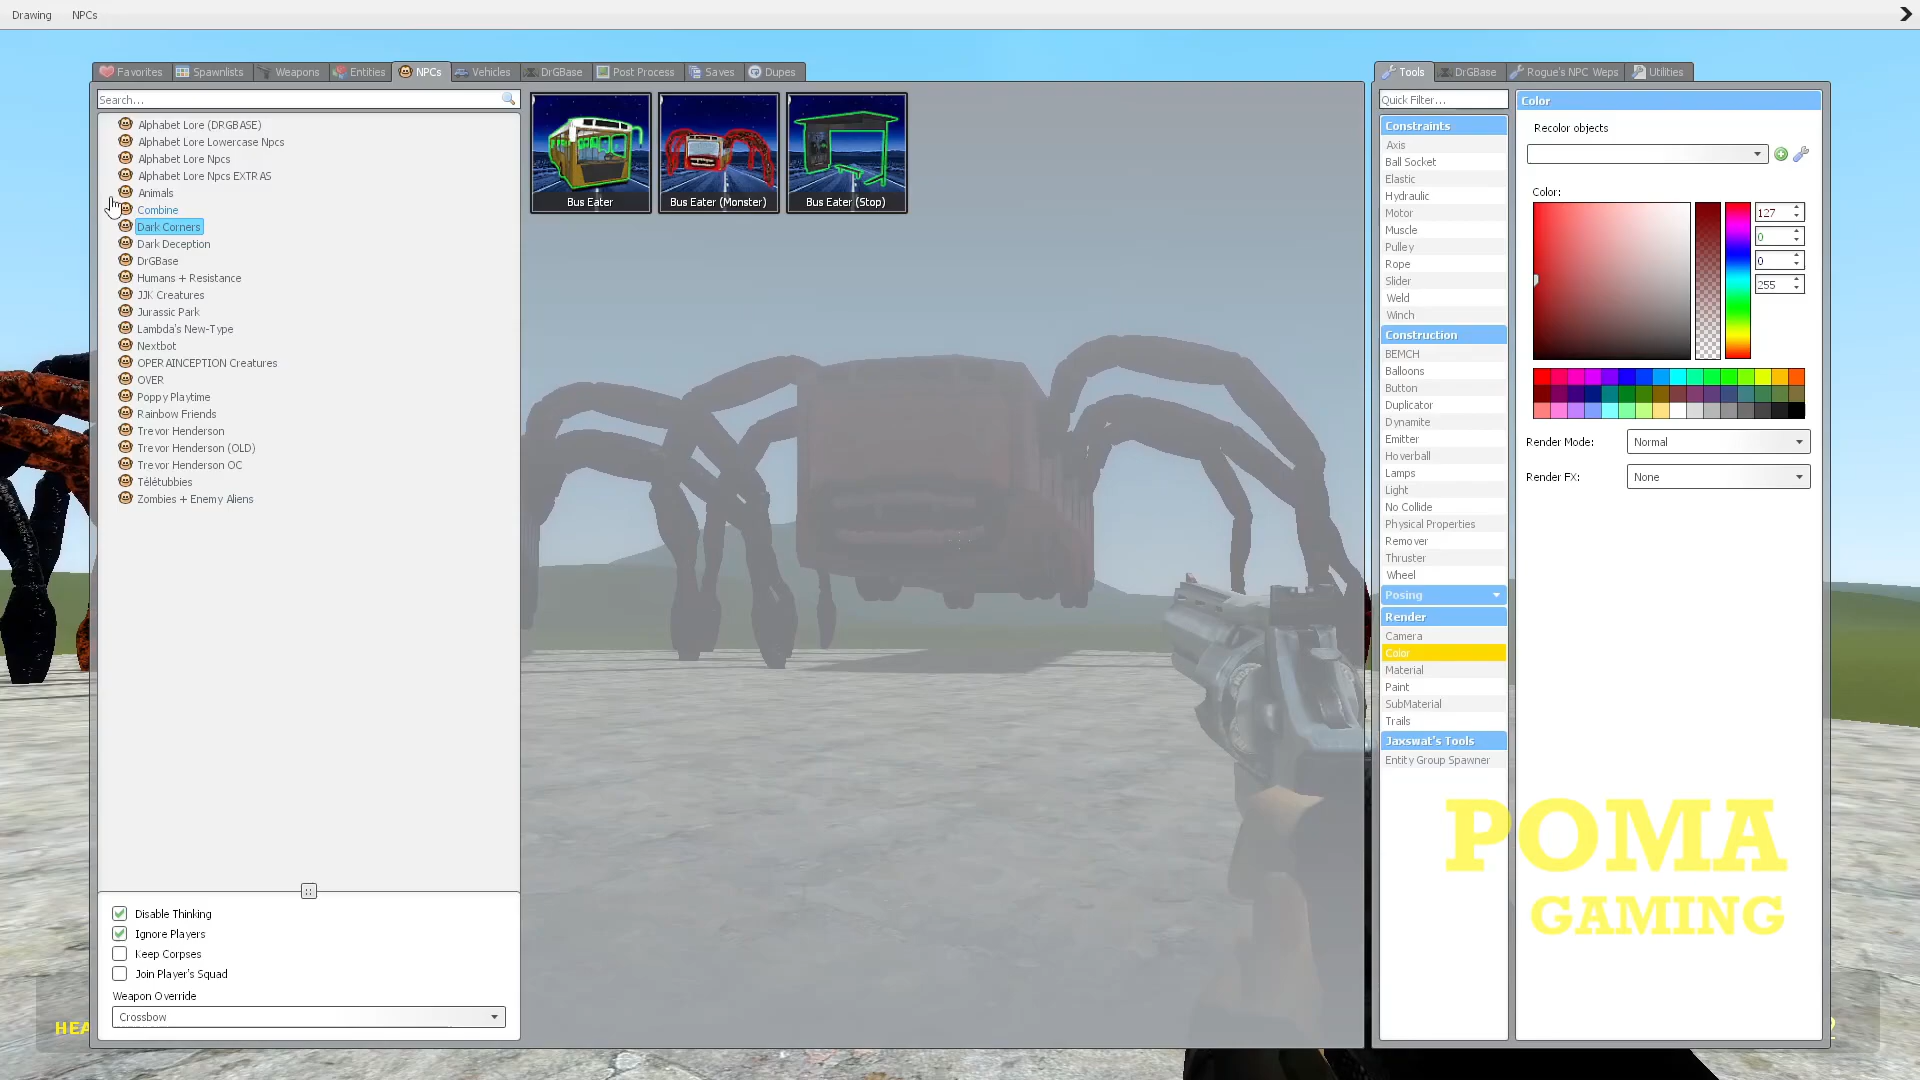 Drawing NPCs
Favorites Spawnlists Weapons Entities NPCs Vehicles DrGBase Post Process Saves Dupes
Search...
Alphabet Lore (DRGBASE)
Alphabet Lore Lowercase Npcs
Alphabet Lore Npcs
Alphabet Lore Npcs EXTRAS
Animals
Combine
Dark Corners
Dark Deception
DrGBase
Humans + Resistance
JJK Creatures
Jurassic Park
Lambda's New-Type
Nextbot
OPERAINCEPTION Creatures
OVER
Poppy Playtime
Rainbow Friends
Trevor Henderson
Trevor Henderson (OLD)
Trevor Henderson OC
Télétubbies
Zombies + Enemy Aliens
Disable Thinking
Ignore Players
Keep Corpses
Join Player's Squad
Weapon Override
Crossbow
HEA
Bus Eater
Bus Eater (Monster)
Bus Eater (Stop)
Tools DrGBase Rogue's NPC Weps Utilities
Quick Filter...
Constraints
Axis
Ball Socket
Elastic
Hydraulic
Motor
Muscle
Pulley
Rope
Slider
Weld
Winch
Construction
BEMCH
Balloons
Button
Duplicator
Dynamite
Emitter
Hoverball
Lamps
Light
No Collide
Physical Properties
Remover
Thruster
Wheel
Posing
Render
Camera
Color
Material
Paint
SubMaterial
Trails
Jaxswat's Tools
Entity Group Spawner
Color
Recolor objects
Color:
127
0
0
255
Render Mode: Normal
Render FX: None
POMA
GAMING